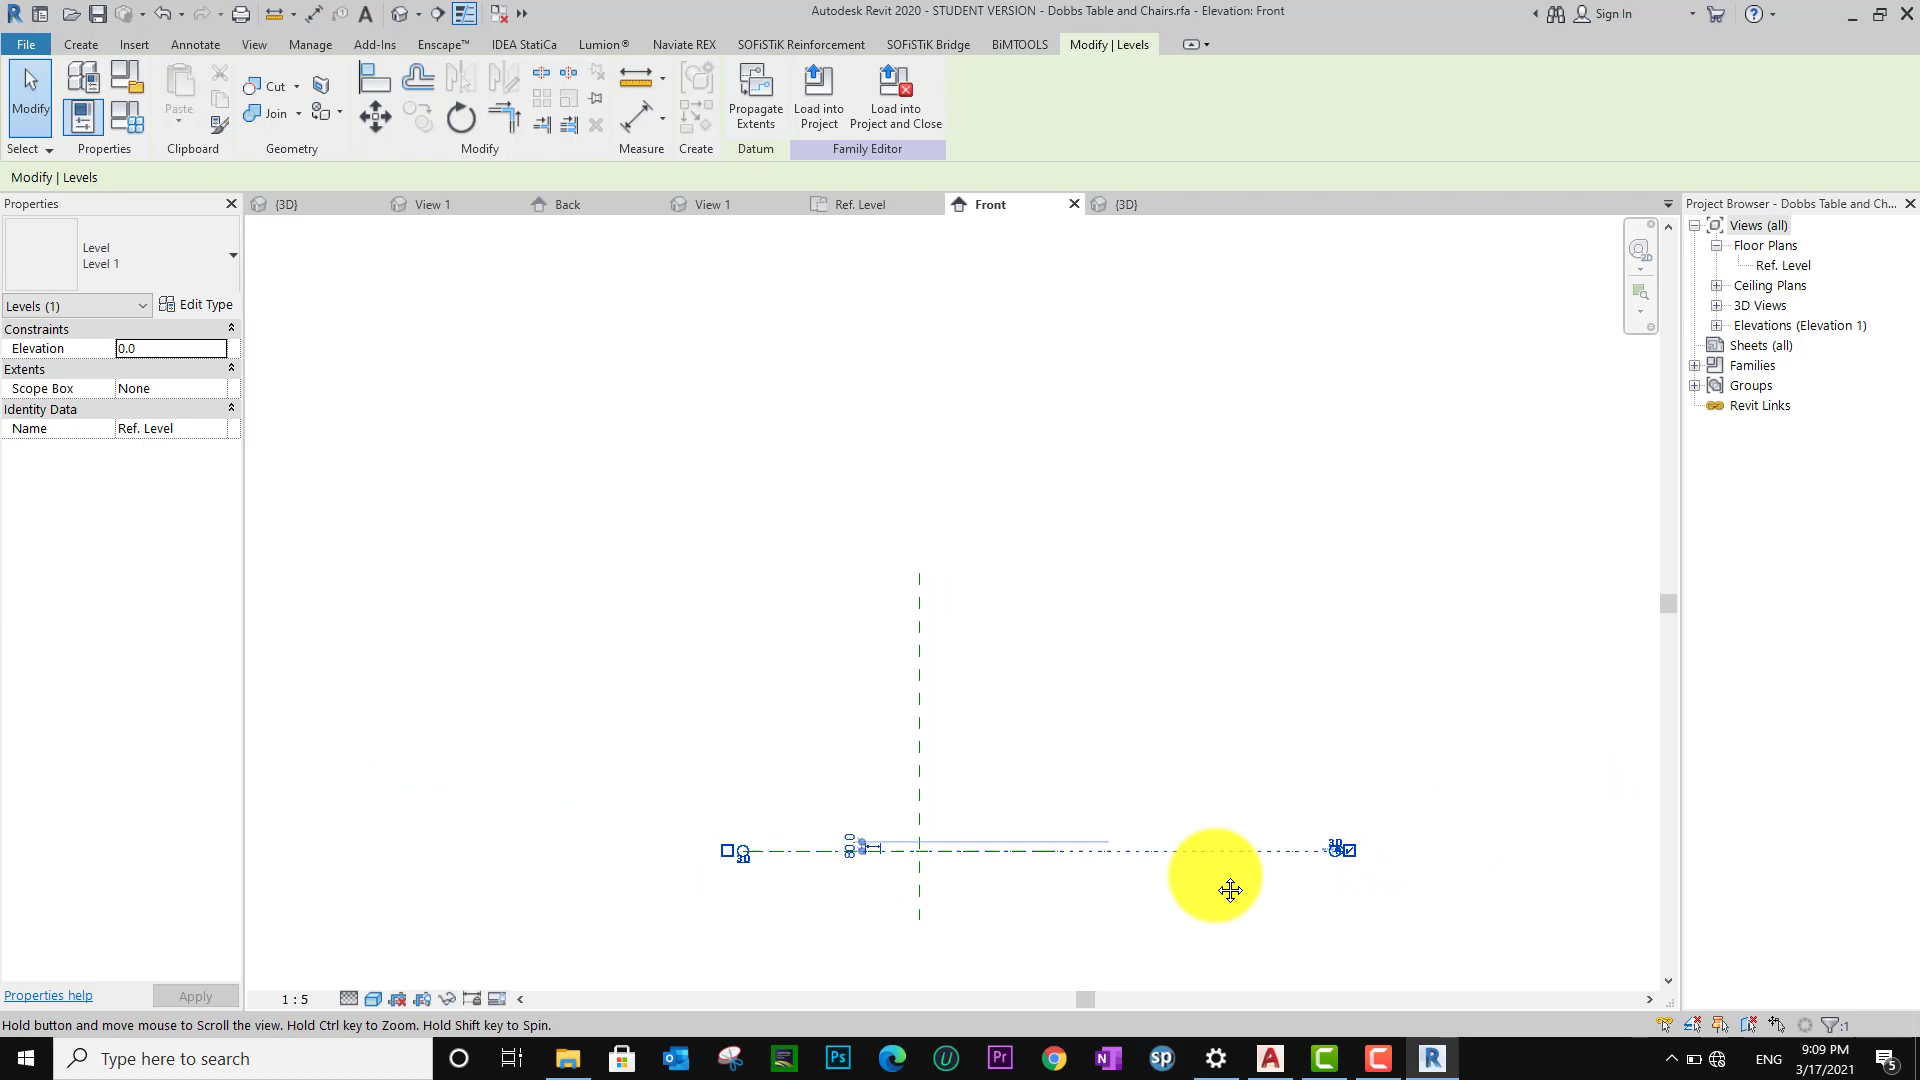 Autodesk Revit 2020 - STUDENT VERSION - Dobbs Table and Chairs.rfa - Elevation: Front
Sign In
File Create Insert Annotate View Manage Add-Ins Enscape™ IDEA StatiCa Lumion® Naviate REX SOFiSTiK Reinforcement SOFiSTiK Bridge BiMTOOLS Modify | Levels
Modify
Paste
Cut
Join
Propagate Extents
Load into Project
Load into Project and Close
Select Properties Clipboard Geometry Modify Measure Create Datum Family Editor
Modify | Levels
Properties
{3D} View 1 Back View 1 Ref. Level Front {3D}
Project Browser - Dobbs Table and Ch...
Level
Level 1
Levels (1) Edit Type
Constraints
Elevation 0.0
Extents
Scope Box None
Identity Data
Name Ref. Level
Views (all)
Floor Plans
Ref. Level
Ceiling Plans
3D Views
Elevations (Elevation 1)
Sheets (all)
Families
Groups
Revit Links
2D
8.0
3D
3D
Properties help Apply
1 : 5
Hold button and move mouse to Scroll the view. Hold Ctrl key to Zoom. Hold Shift key to Spin.
:1
Type here to search
ENG
9:09 PM
3/17/2021
5